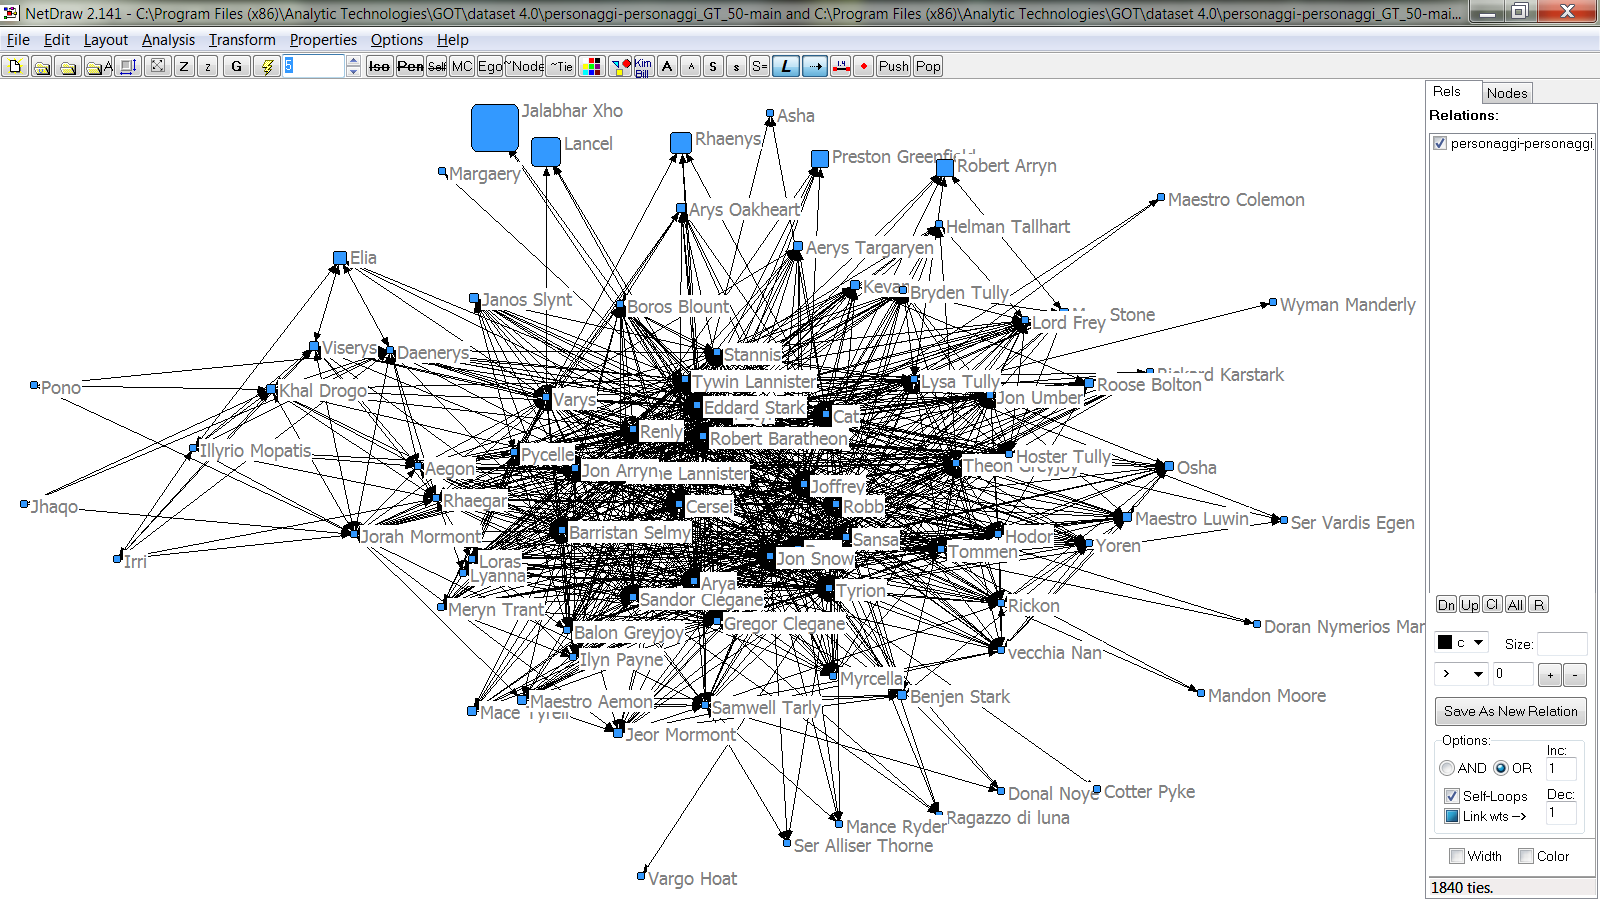 NetDraw 2.141 - C:\Program Files (x86)\Analytic Technologies\GOT\dataset 4.0\personaggi-personaggi_GT_50-main and C:\Program Files (x86)\Analytic Technologies\GOT\dataset 4.0\personaggi-personaggi_GT_50-mai...
File Edit Layout Analysis Transform Properties Options Help
A Z z G 5 Iso Pen Self MC Ego ~Node ~Tie Kim Bill A A S s S= L Push Pop
Rels Nodes
Relations:
personaggi-personaggi
Jalabhar Xho
Lancel
Rhaenys
Asha
Preston Greenfield
Robert Arryn
Margaery
Maestro Colemon
Arys Oakheart
Helman Tallhart
Aerys Targaryen
Elia
Kevan
Bryden Tully
Janos Slynt
Boros Blount
Wyman Manderly
Stone
Lord Frey
Viserys
Daenerys
Stannis
Rickard Karstark
Pono
Khal Drogo
Varys
Tywin Lannister
Lysa Tully
Roose Bolton
Jon Umber
Eddard Stark
Cat
Renly
Robert Baratheon
Illyrio Mopatis
Pycelle
Hoster Tully
Aegon
Jon Arryn
e Lannister
Theon Greyjoy
Osha
Joffrey
Jhaqo
Rhaegar
Cersei
Robb
Maestro Luwin
Ser Vardis Egen
Jorah Mormont
Barristan Selmy
Sansa
Hodor
Tommen
Yoren
Irri
Loras
Lyanna
Jon Snow
Arya
Tyrion
Meryn Trant
Sandor Clegane
Rickon
Gregor Clegane
Doran Nymerios Mar
Balon Greyjoy
vecchia Nan
Ilyn Payne
Myrcella
Mandon Moore
Maestro Aemon
Mace Tyrell
Samwell Tarly
Benjen Stark
Jeor Mormont
Donal Noye
Cotter Pyke
Ragazzo di luna
Mance Ryder
Ser Alliser Thorne
Vargo Hoat
Dn Up Cl All R
c Size:
> 0 + -
Save As New Relation
Options:
AND OR
Inc:
1
Self-Loops
Dec:
Link wts -->
1
Width Color
1840 ties.